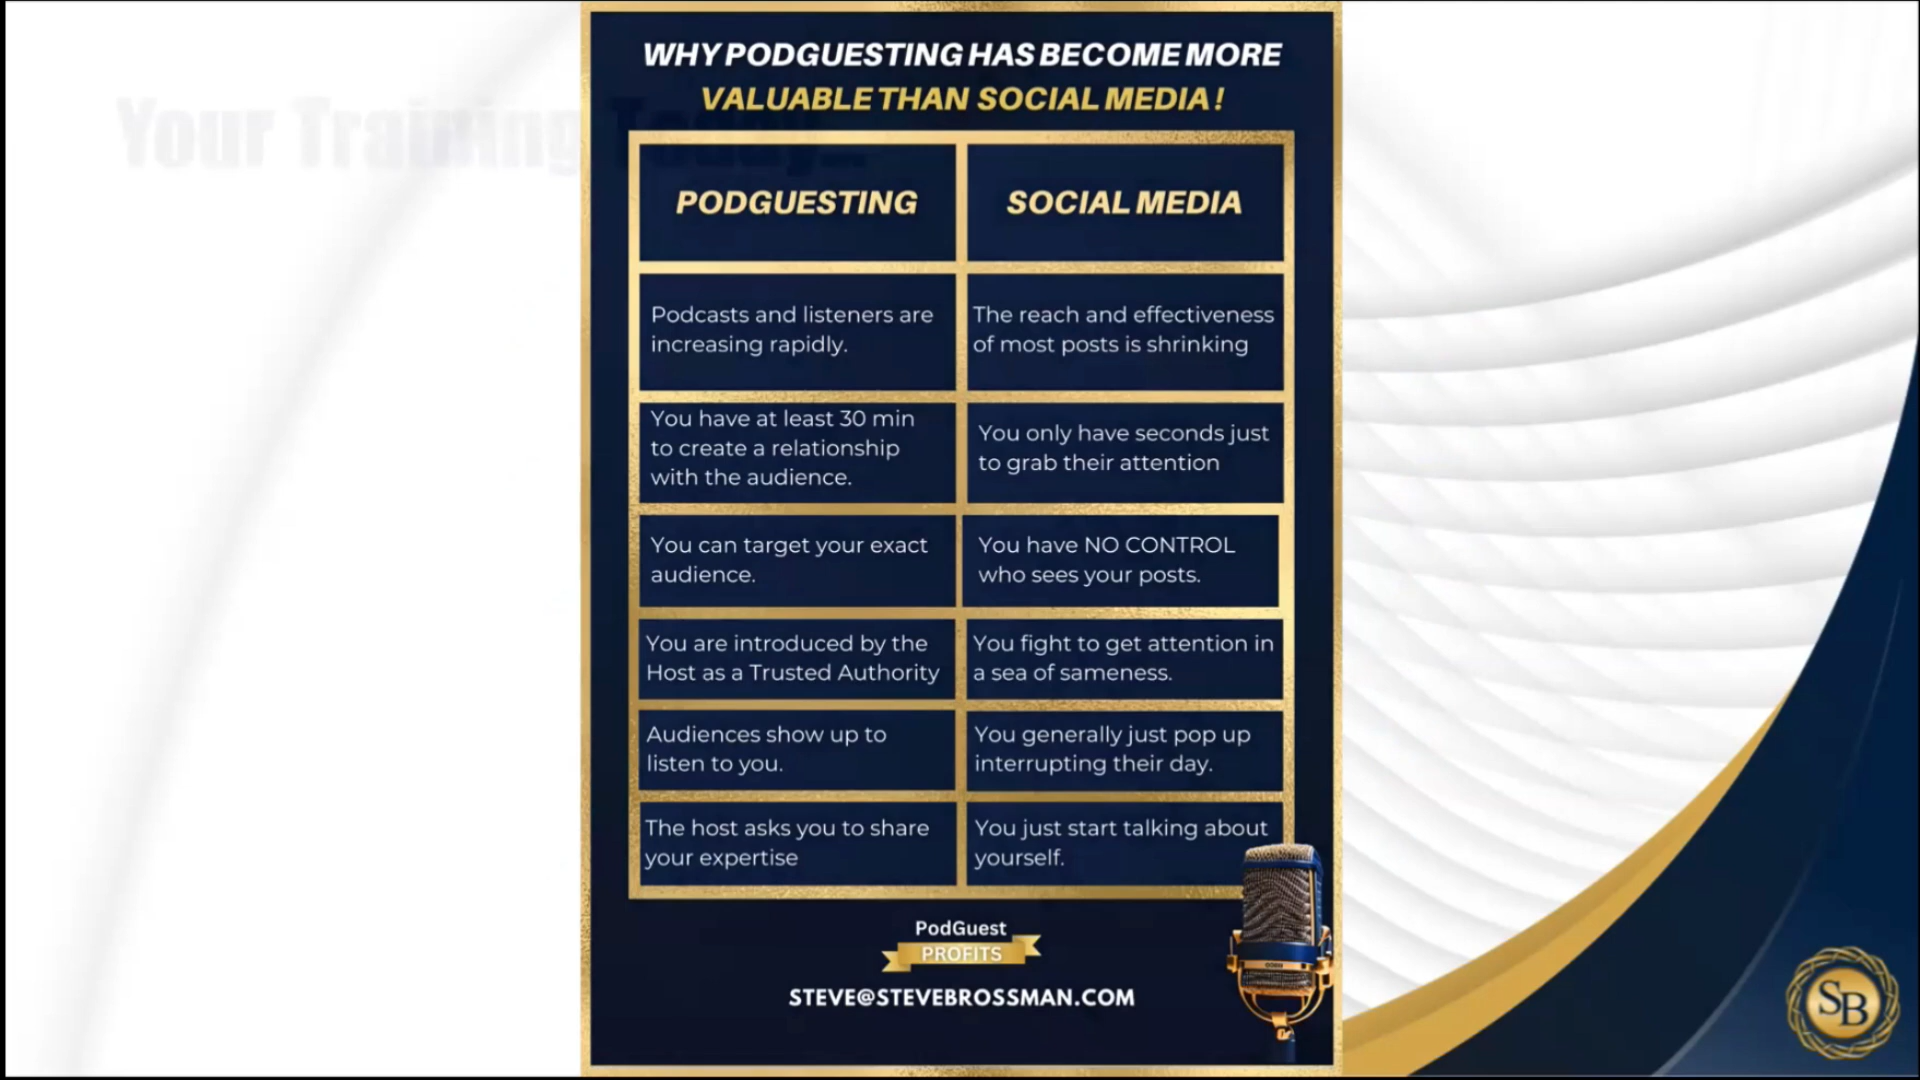 Your Training Today...
WHY PODGUESTING HAS BECOME MORE
VALUABLE THAN SOCIAL MEDIA!
PODGUESTING
SOCIAL MEDIA
Podcasts and listeners are
increasing rapidly.
The reach and effectiveness
of most posts is shrinking
You have at least 30 min
to create a relationship
with the audience.
You only have seconds just
to grab their attention
You can target your exact
audience.
You have NO CONTROL
who sees your posts.
You are introduced by the
Host as a Trusted Authority
You fight to get attention in
a sea of sameness.
Audiences show up to
listen to you.
You generally just pop up
interrupting their day.
The host asks you to share
your expertise
You just start talking about
yourself.
PodGuest
PROFITS
STEVE@STEVEBROSSMAN.COM
SB